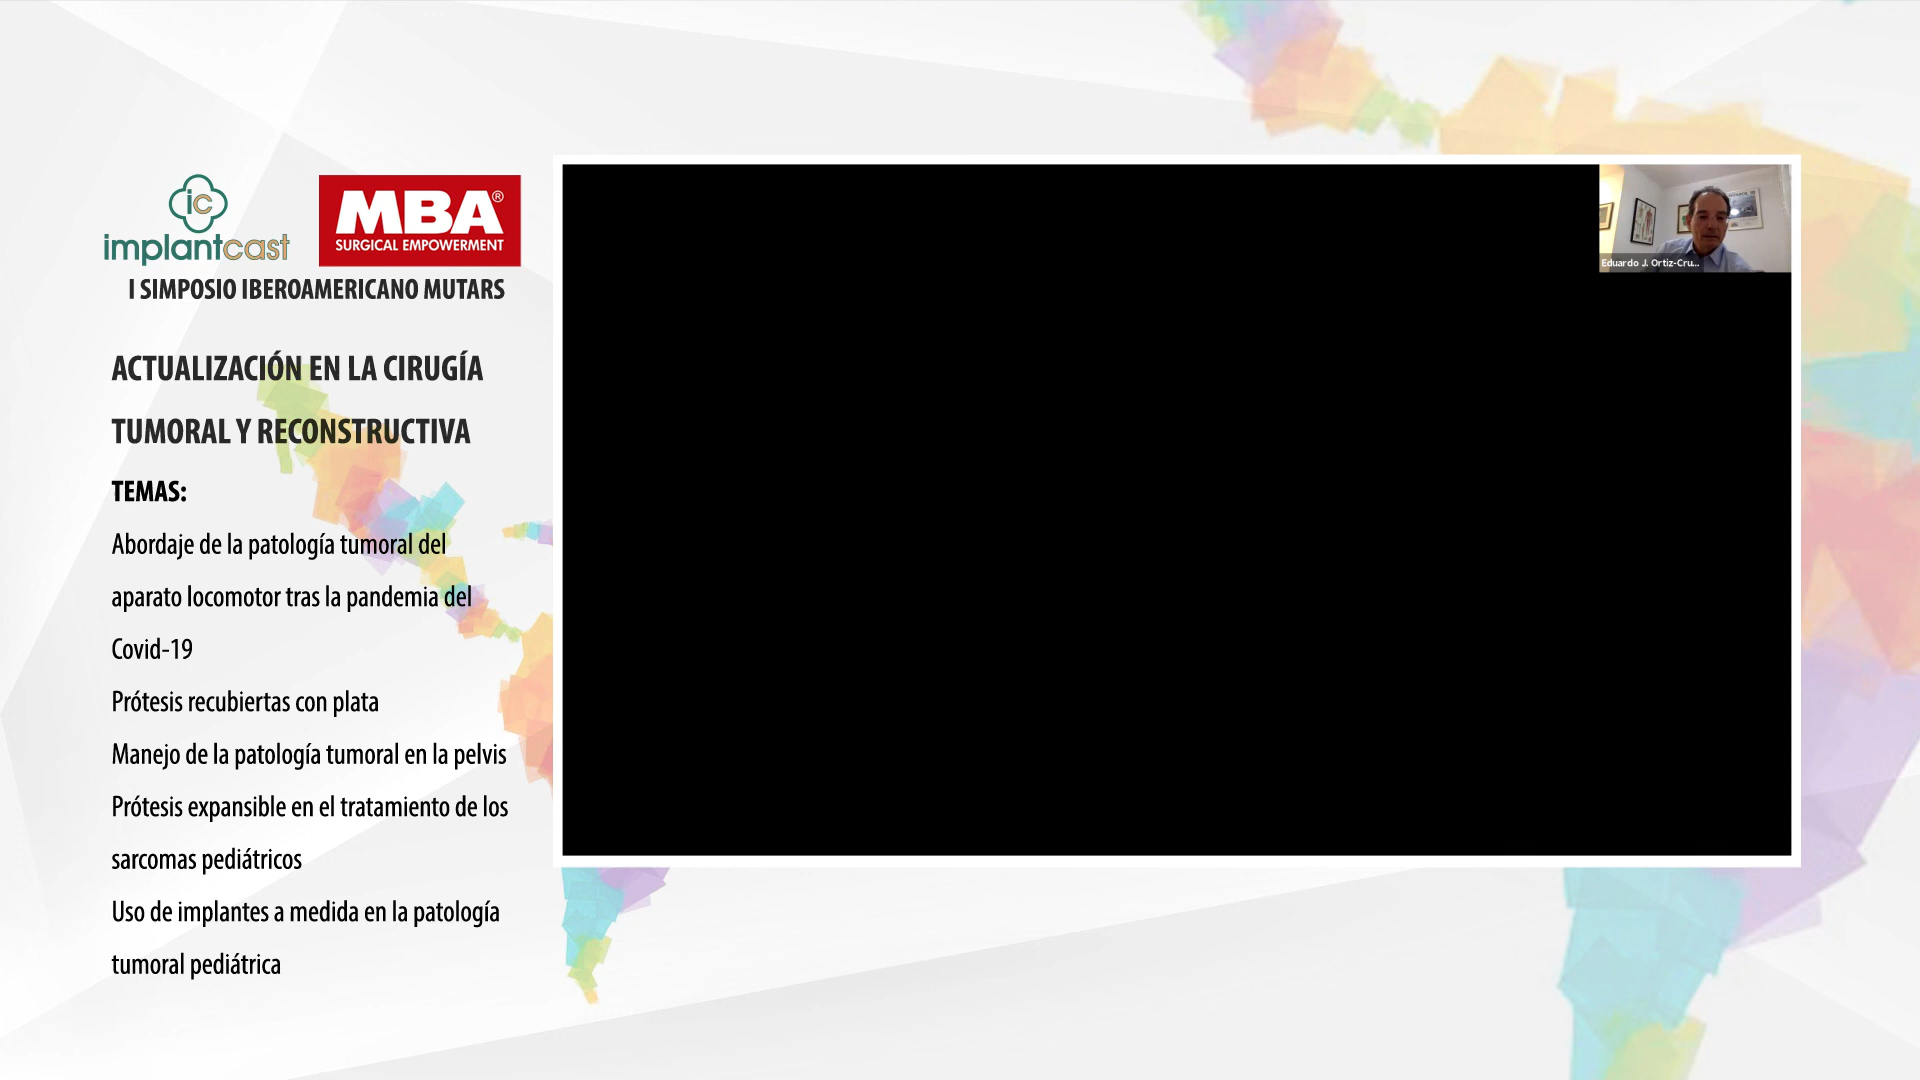 ic
implantcast
MBA®
SURGICAL EMPOWERMENT
I SIMPOSIO IBEROAMERICANO MUTARS
ACTUALIZACIÓN EN LA CIRUGÍA
TUMORAL Y RECONSTRUCTIVA
TEMAS:
Abordaje de la patología tumoral del
aparato locomotor tras la pandemia del
Covid-19
Prótesis recubiertas con plata
Manejo de la patología tumoral en la pelvis
Prótesis expansible en el tratamiento de los
sarcomas pediátricos
Uso de implantes a medida en la patología
tumoral pediátrica
Eduardo J. Ortiz-Cru...